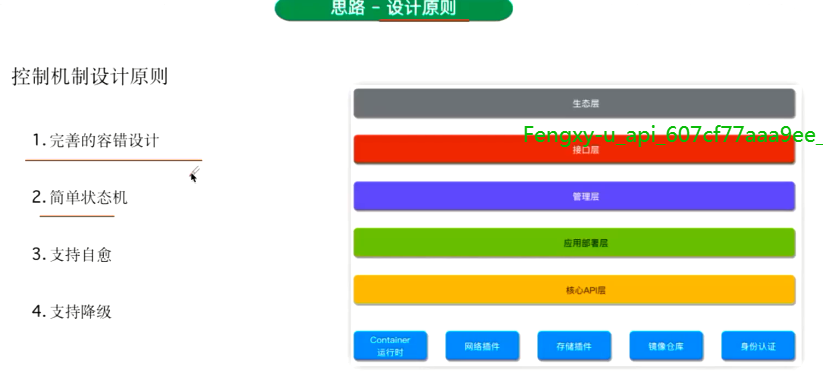 思路 - 设计原则
控制机制设计原则
1. 完善的容错设计
2. 简单状态机
3. 支持自愈
4. 支持降级
生态层
Fengxy-u_api_607cf77aaa9ee_
接口层
管理层
应用部署层
核心API层
Container
运行时
网络插件
存储插件
镜像仓库
身份认证